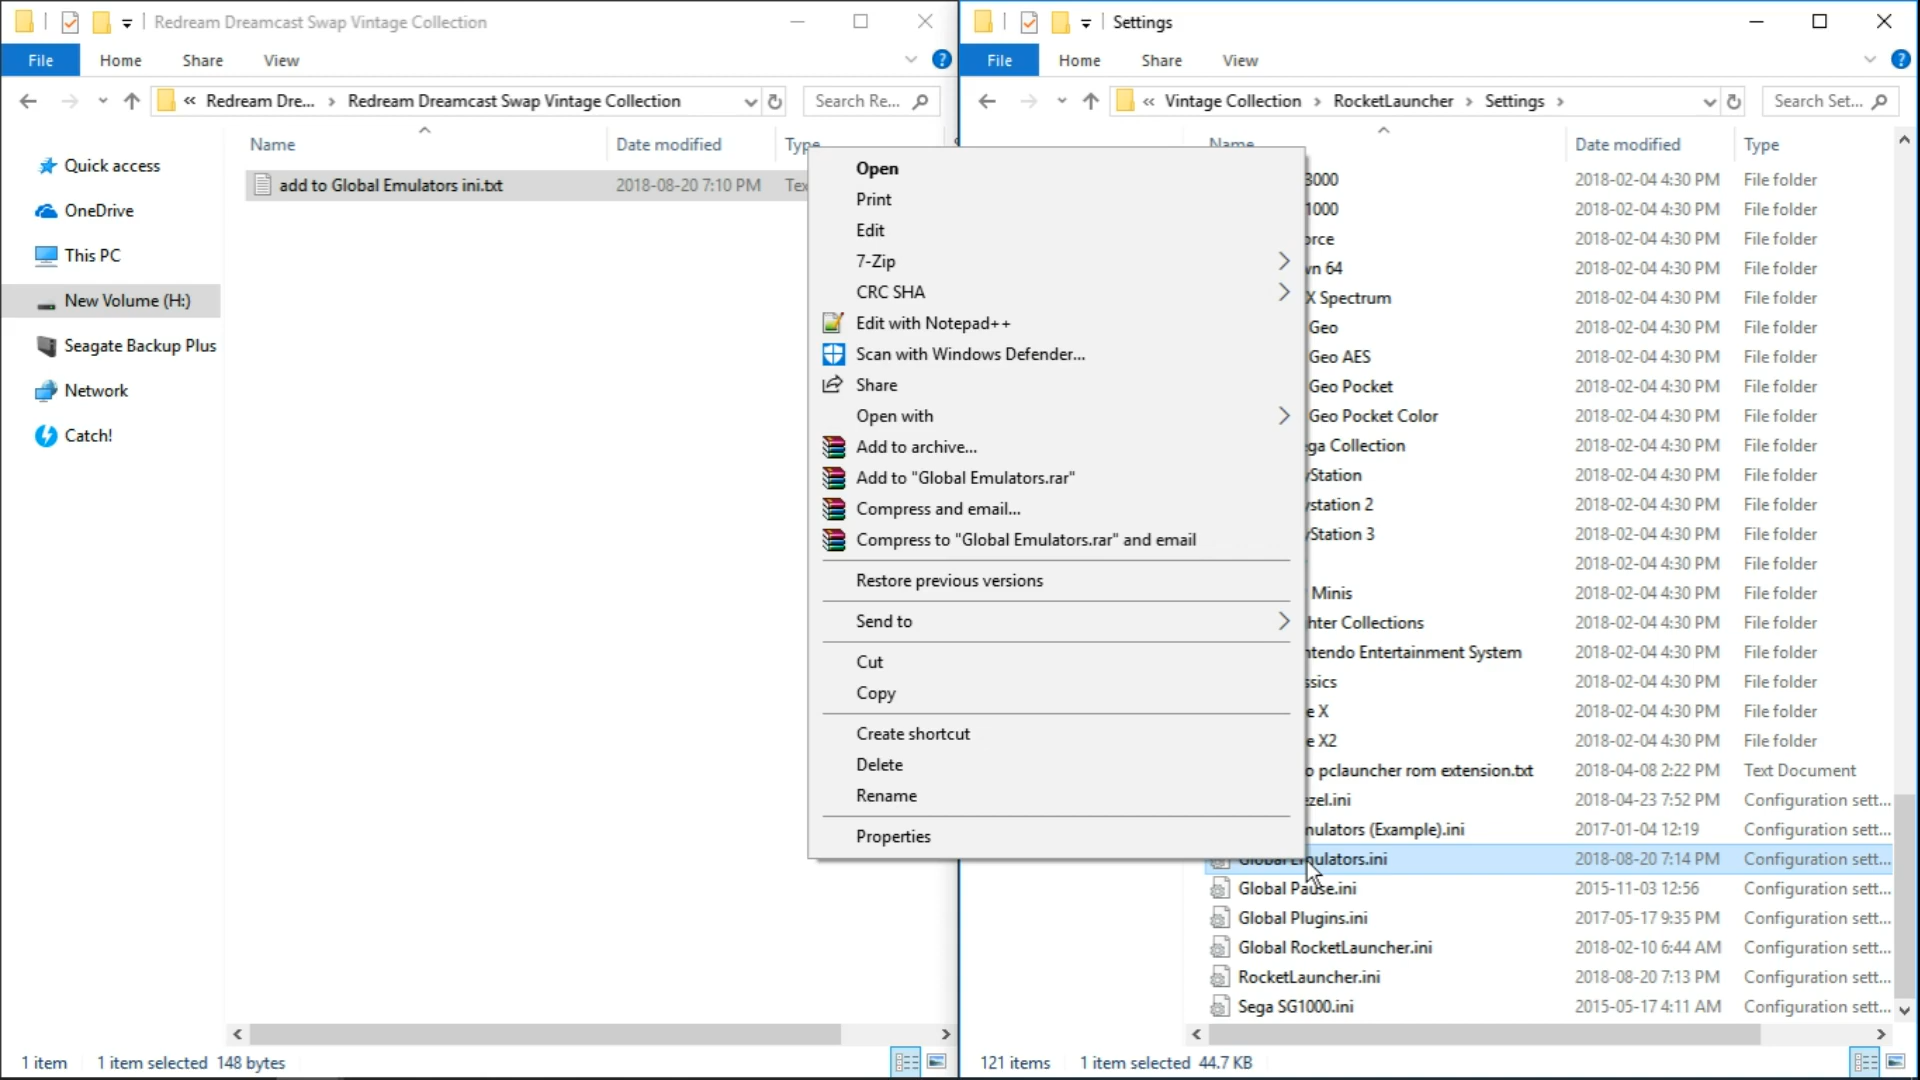 Redream Dreamcast Swap Vintage Collection
File Home Share View
« Redream Dre... › Redream Dreamcast Swap Vintage Collection
Search Re...
Quick access
OneDrive
This PC
New Volume (H:)
Seagate Backup Plus
Network
Catch!
Name Date modified Type
add to Global Emulators ini.txt 2018-08-20 7:10 PM Tex
1 item 1 item selected 148 bytes
Open
Print
Edit
7-Zip
CRC SHA
Edit with Notepad++
Scan with Windows Defender...
Share
Open with
Add to archive...
Add to "Global Emulators.rar"
Compress and email...
Compress to "Global Emulators.rar" and email
Restore previous versions
Send to
Cut
Copy
Create shortcut
Delete
Rename
Properties
Settings
File Home Share View
« Vintage Collection › RocketLauncher › Settings ›
Search Set...
Name Date modified Type
3000 2018-02-04 4:30 PM File folder
1000 2018-02-04 4:30 PM File folder
orce 2018-02-04 4:30 PM File folder
wn 64 2018-02-04 4:30 PM File folder
X Spectrum 2018-02-04 4:30 PM File folder
Geo 2018-02-04 4:30 PM File folder
Geo AES 2018-02-04 4:30 PM File folder
Geo Pocket 2018-02-04 4:30 PM File folder
Geo Pocket Color 2018-02-04 4:30 PM File folder
ga Collection 2018-02-04 4:30 PM File folder
yStation 2018-02-04 4:30 PM File folder
ystation 2 2018-02-04 4:30 PM File folder
yStation 3 2018-02-04 4:30 PM File folder
2018-02-04 4:30 PM File folder
Minis 2018-02-04 4:30 PM File folder
hter Collections 2018-02-04 4:30 PM File folder
ntendo Entertainment System 2018-02-04 4:30 PM File folder
ssics 2018-02-04 4:30 PM File folder
e X 2018-02-04 4:30 PM File folder
e X2 2018-02-04 4:30 PM File folder
o pclauncher rom extension.txt 2018-04-08 2:22 PM Text Document
ezel.ini 2018-04-23 7:52 PM Configuration sett...
mulators (Example).ini 2017-01-04 12:19 Configuration sett...
Global Emulators.ini 2018-08-20 7:14 PM Configuration sett...
Global Pause.ini 2015-11-03 12:56 Configuration sett...
Global Plugins.ini 2017-05-17 9:35 PM Configuration sett...
Global RocketLauncher.ini 2018-02-10 6:44 AM Configuration sett...
RocketLauncher.ini 2018-08-20 7:13 PM Configuration sett...
Sega SG1000.ini 2015-05-17 4:11 AM Configuration sett...
121 items 1 item selected 44.7 KB